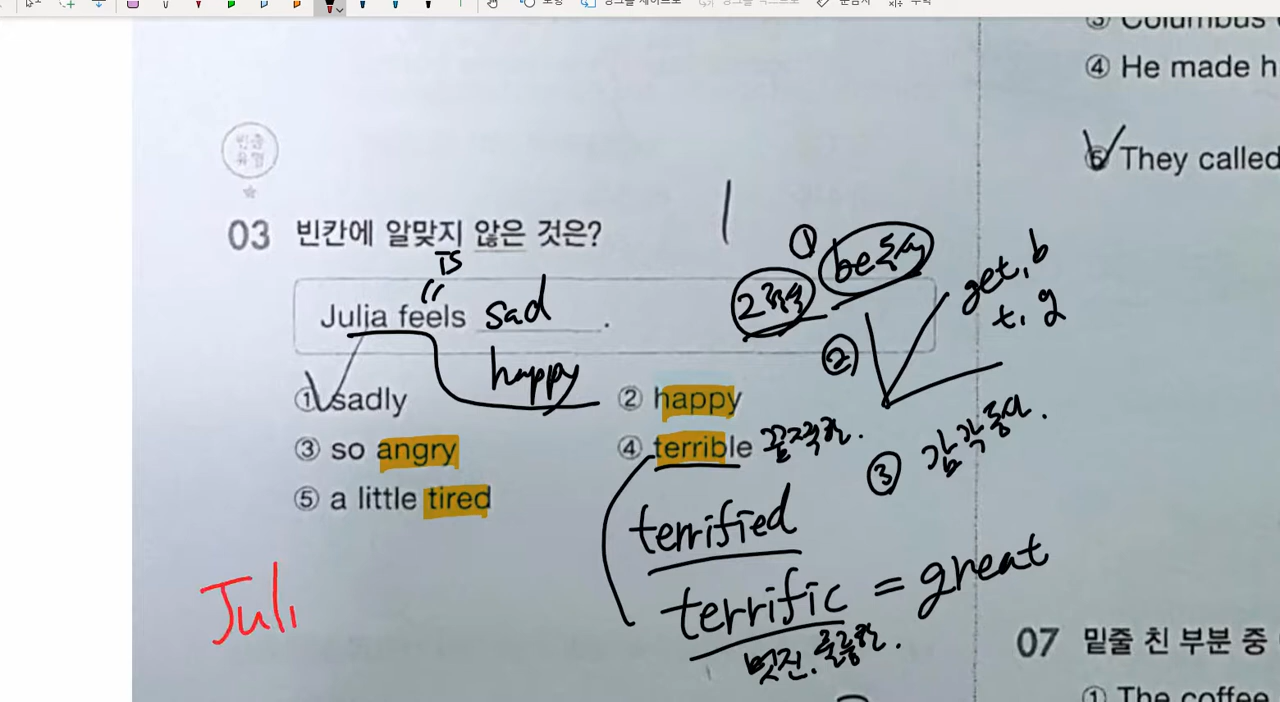 ③ Columbus
④ He made h
⑤ They called
빈출
유형
03 빈칸에 알맞지 않은 것은?
is
Julia feels sad .
happy
① sadly ② happy
③ so angry ④ terrible 끔찍한.
⑤ a little tired
① be동사
2형식
② get, b
t, g
③ 감각동사.
terrified
terrific = great
멋진. 훌륭한.
Juli
07 밑줄 친 부분 중
① The coffee